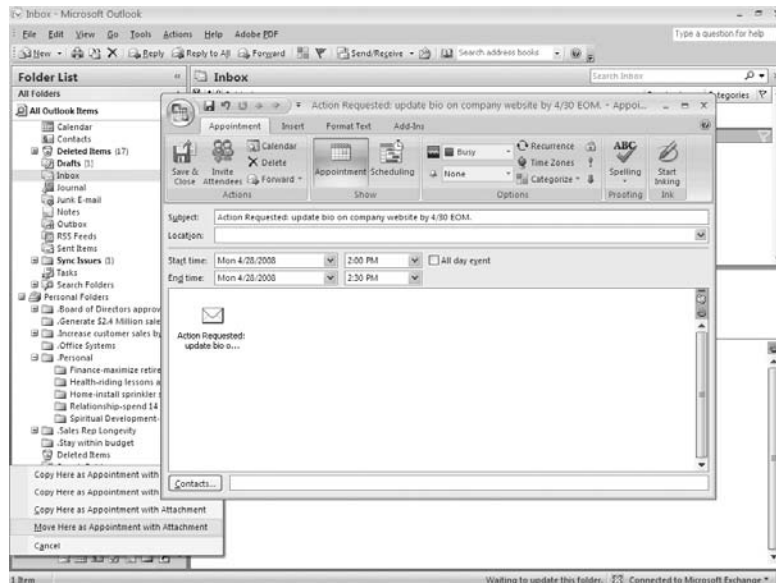 Inbox - Microsoft Outlook
File Edit View Go Tools Actions Help Adobe PDF
Type a question for help
New Reply Reply to All Forward Send/Receive Search address books
Folder List
Inbox
Search Inbox
All Folders
All Outlook Items
Calendar
Contacts
Deleted Items (17)
Drafts [1]
Inbox
Journal
Junk E-mail
Notes
Outbox
RSS Feeds
Sent Items
Sync Issues (1)
Tasks
Search Folders
Personal Folders
.Board of Directors
.Generate $2.4 Million sale
.Increase customer sales by
.Office Systems
.Personal
Finance-maximize
Health-riding lessons
Home-install sprinkler
Relationship-spend 14
Spiritual Development-
.Sales Rep Longevity
.Stay within budget
Deleted Items
Action Requested: update bio on company website by 4/30 EOM. - Appoi...
Appointment Insert Format Text Add-Ins
Save & Close
Invite Attendees
Calendar
Delete
Forward
Actions
Appointment Scheduling
Show
Busy
None
Recurrence
Time Zones
Categorize
Options
ABC
Spelling
Proofing
Start Inking
Ink
Subject: Action Requested: update bio on company website by 4/30 EOM.
Location:
Start time: Mon 4/28/2008 2:00 PM All day event
End time: Mon 4/28/2008 2:30 PM
Action Requested:
update bio o...
Contacts...
Copy Here as Appointment with
Copy Here as Appointment with
Copy Here as Appointment with Attachment
Move Here as Appointment with Attachment
Cancel
1 Item
Waiting to update this folder. Connected to Microsoft Exchange